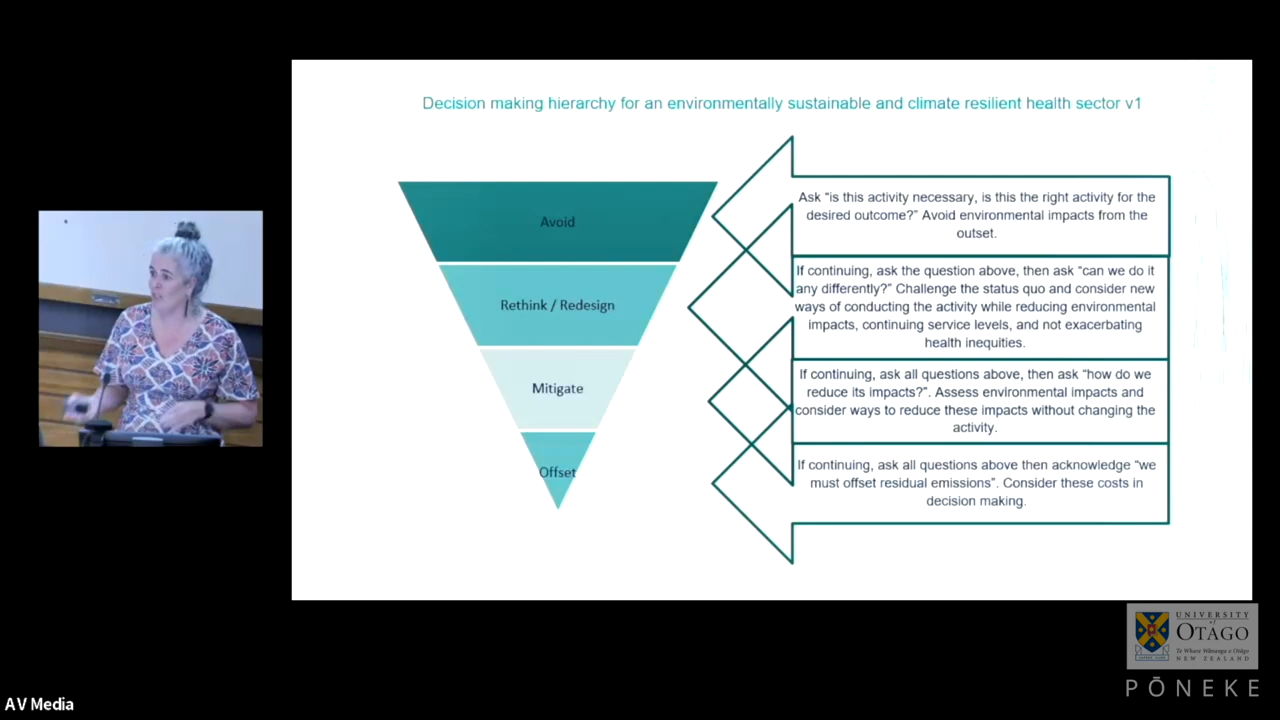 Decision making hierarchy for an environmentally sustainable and climate resilient health sector v1
Avoid
Rethink / Redesign
Mitigate
Offset
Ask “is this activity necessary, is this the right activity for the
desired outcome?” Avoid environmental impacts from the
outset.
If continuing, ask the question above, then ask “can we do it
any differently?” Challenge the status quo and consider new
ways of conducting the activity while reducing environmental
impacts, continuing service levels, and not exacerbating
health inequities.
If continuing, ask all questions above, then ask “how do we
reduce its impacts?”. Assess environmental impacts and
consider ways to reduce these impacts without changing the
activity.
If continuing, ask all questions above then acknowledge “we
must offset residual emissions”. Consider these costs in
decision making.
UNIVERSITY
of
OTAGO
Te Whare Wānanga o Otāgo
NEW ZEALAND
PŌNEKE
AV Media